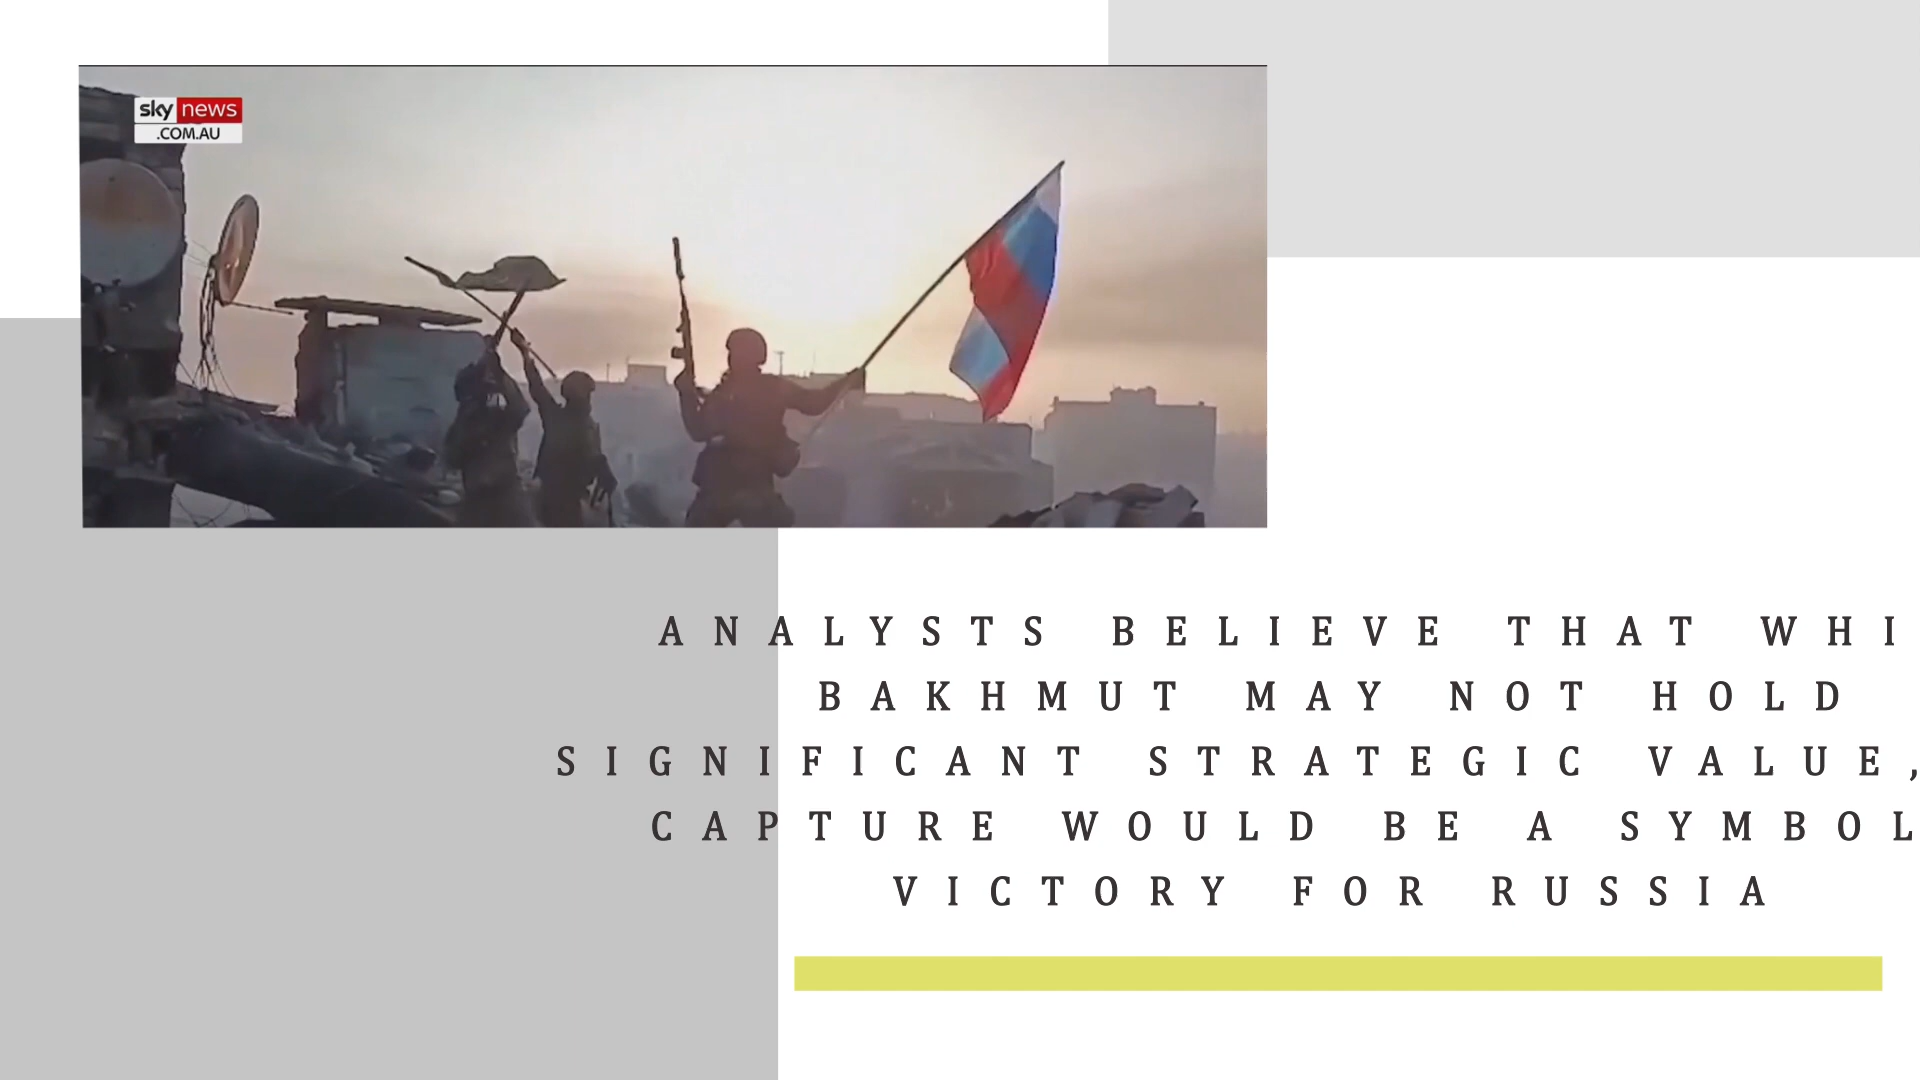 sky news
.COM.AU
ANALYSTS BELIEVE THAT WHI
BAKHMUT MAY NOT HOLD
SIGNIFICANT STRATEGIC VALUE,
CAPTURE WOULD BE A SYMBOL
VICTORY FOR RUSSIA